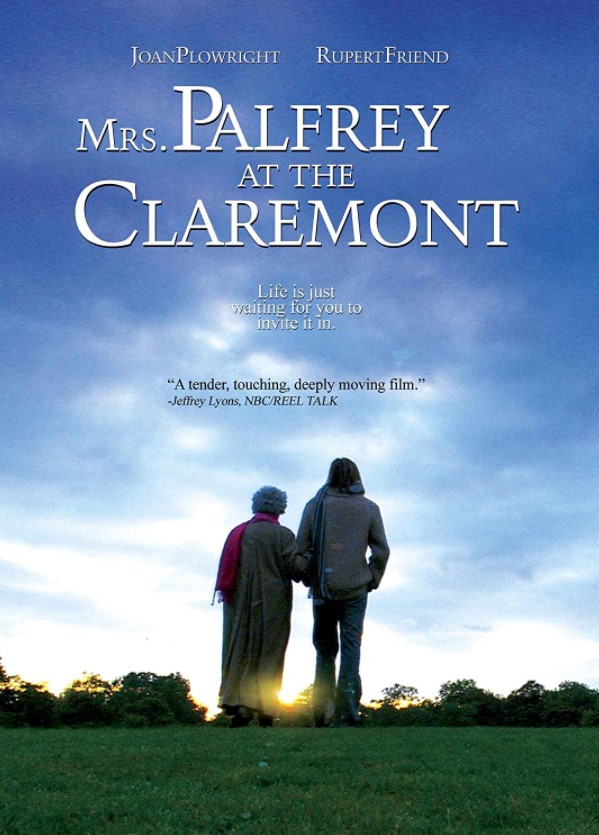 JOANPLOWRIGHT RUPERTFRIEND
MRS. PALFREY
AT THE
CLAREMONT
Life is just
waiting for you to
invite it in.
“A tender, touching, deeply moving film.”
-Jeffrey Lyons, NBC/REEL TALK